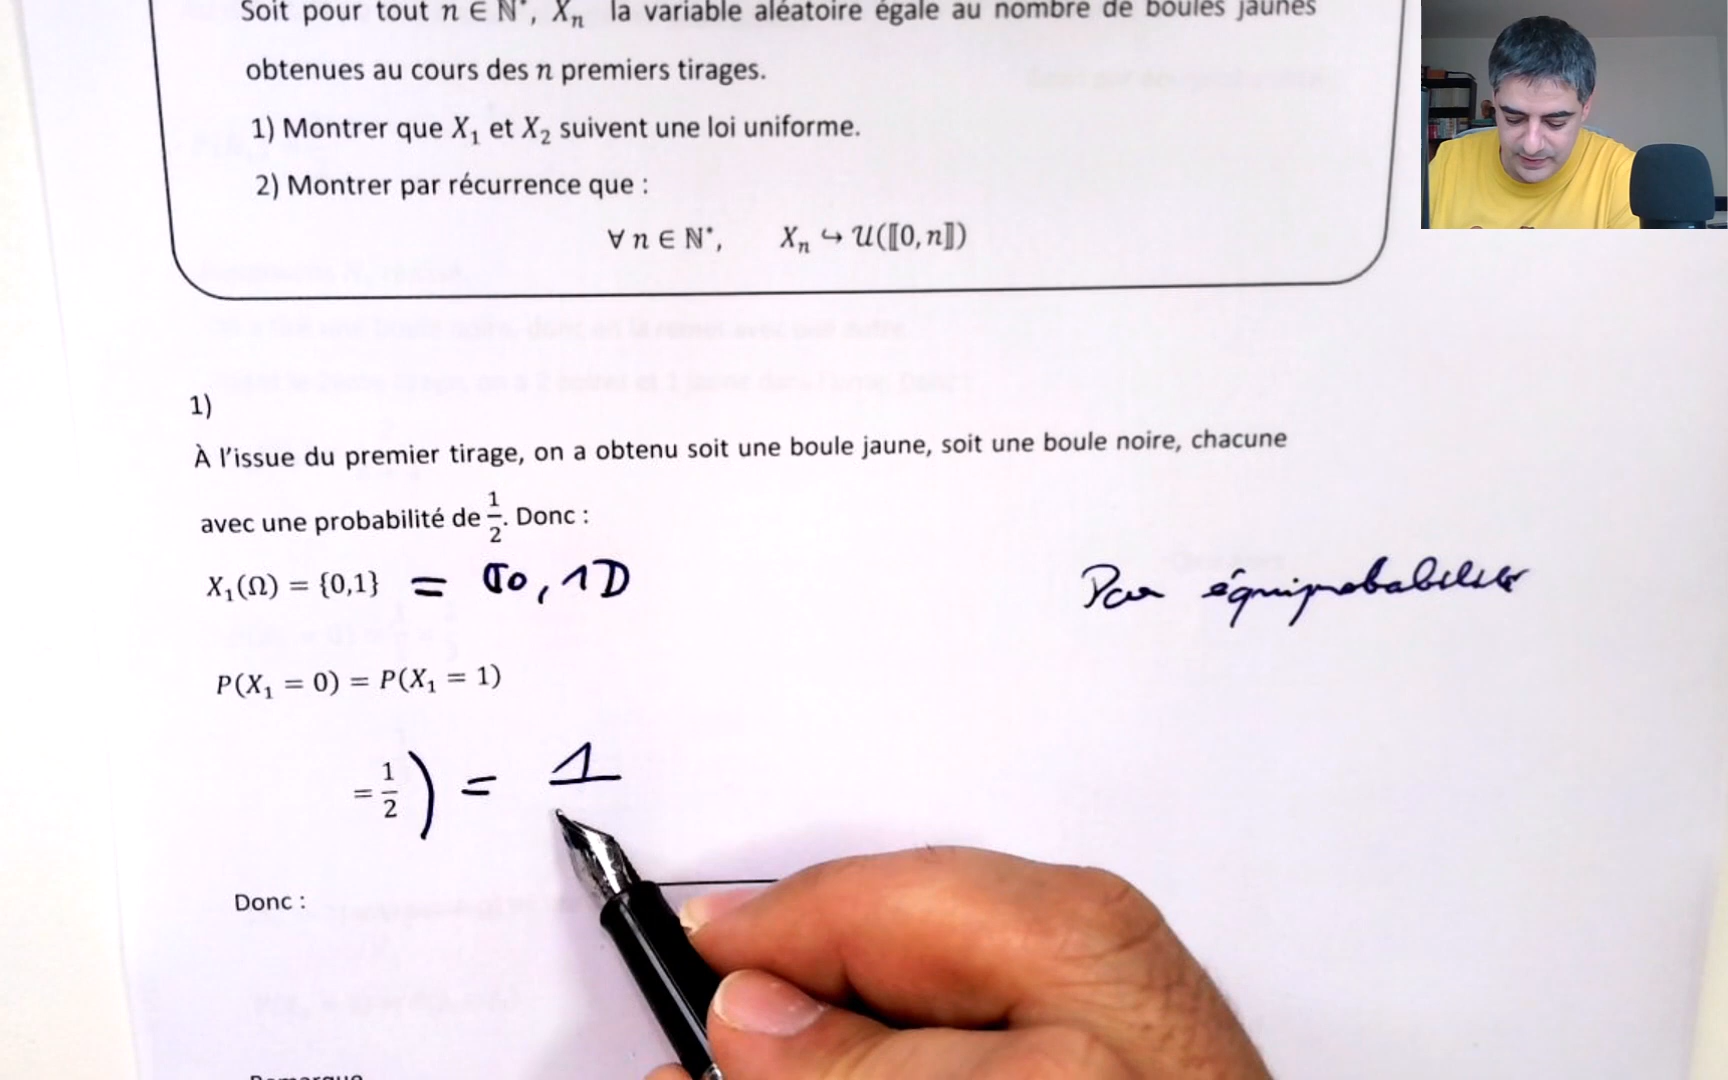 Soit pour tout n ∈ ℕ*, Xₙ la variable aléatoire égale au nombre de boules jaunes
obtenues au cours des n premiers tirages.
1) Montrer que X₁ et X₂ suivent une loi uniforme.
2) Montrer par récurrence que :
∀ n ∈ ℕ*, Xₙ ↪ 𝒰(⟦0, n⟧)
1)
À l’issue du premier tirage, on a obtenu soit une boule jaune, soit une boule noire, chacune
avec une probabilité de 1/2. Donc :
X₁(Ω) = {0,1} = ⟦0, 1⟧
Par équiprobabilité
P(X₁ = 0) = P(X₁ = 1)
= 1/2 ) = 1
Donc :
Remarque